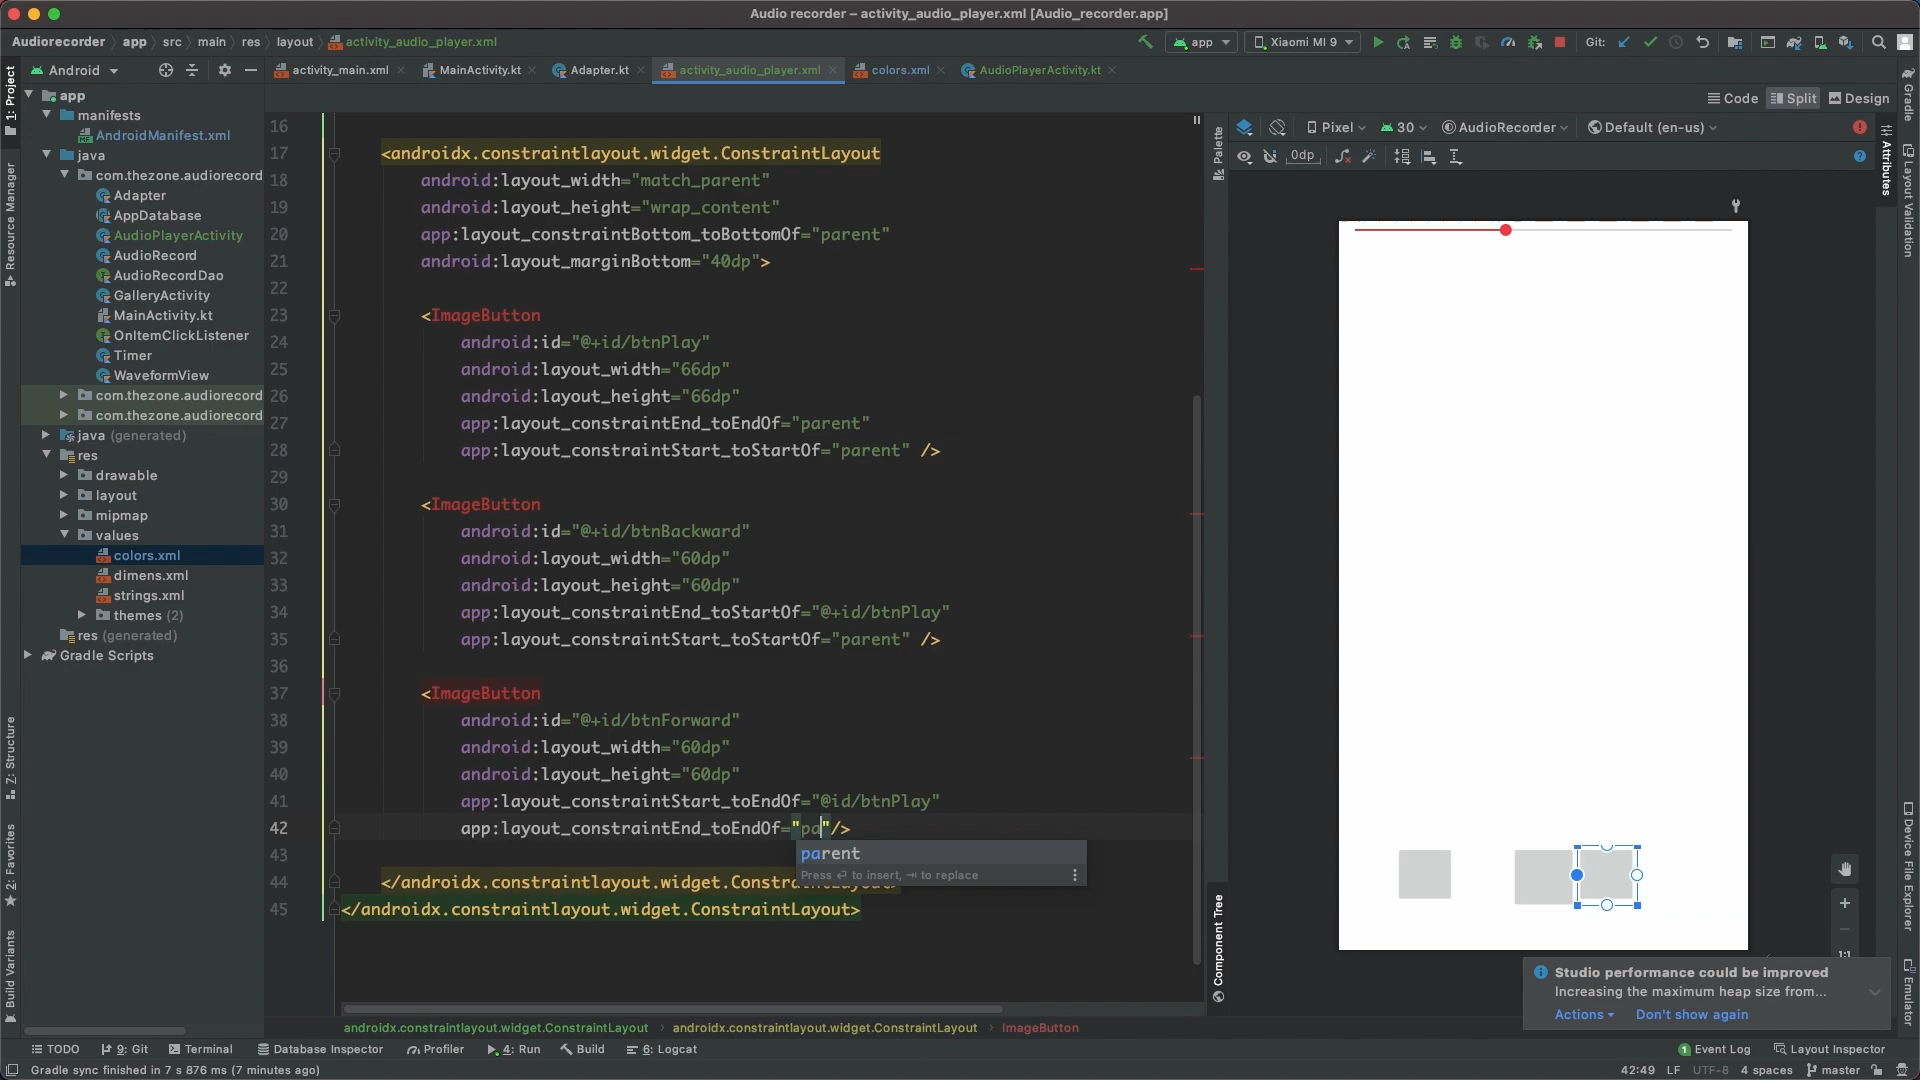 Audio recorder – activity_audio_player.xml [Audio_recorder.app]
Audiorecorder app src main res layout activity_audio_player.xml
app Xiaomi MI 9 Git:
Android
activity_main.xml MainActivity.kt Adapter.kt activity_audio_player.xml colors.xml AudioPlayerActivity.kt
Code Split Design
1: Project
Resource Manager
Z: Structure
2: Favorites
Build Variants
app
manifests
AndroidManifest.xml
java
com.thezone.audiorecord
Adapter
AppDatabase
AudioPlayerActivity
AudioRecord
AudioRecordDao
GalleryActivity
MainActivity.kt
OnItemClickListener
Timer
WaveformView
com.thezone.audiorecord
com.thezone.audiorecord
java (generated)
res
drawable
layout
mipmap
values
colors.xml
dimens.xml
strings.xml
themes (2)
res (generated)
Gradle Scripts
16
17 <androidx.constraintlayout.widget.ConstraintLayout
18 android:layout_width="match_parent"
19 android:layout_height="wrap_content"
20 app:layout_constraintBottom_toBottomOf="parent"
21 android:layout_marginBottom="40dp">
22
23 <ImageButton
24 android:id="@+id/btnPlay"
25 android:layout_width="66dp"
26 android:layout_height="66dp"
27 app:layout_constraintEnd_toEndOf="parent"
28 app:layout_constraintStart_toStartOf="parent" />
29
30 <ImageButton
31 android:id="@+id/btnBackward"
32 android:layout_width="60dp"
33 android:layout_height="60dp"
34 app:layout_constraintEnd_toStartOf="@+id/btnPlay"
35 app:layout_constraintStart_toStartOf="parent" />
36
37 <ImageButton
38 android:id="@+id/btnForward"
39 android:layout_width="60dp"
40 android:layout_height="60dp"
41 app:layout_constraintStart_toEndOf="@id/btnPlay"
42 app:layout_constraintEnd_toEndOf="pa"/>
43
parent
Press ⏎ to insert, ⇥ to replace
44 </androidx.constraintlayout.widget.Constra
45 </androidx.constraintlayout.widget.ConstraintLayout>
Palette
Component Tree
Pixel 30 AudioRecorder Default (en-us)
0dp
1:1
Attributes
Gradle
Layout Validation
Device File Explorer
Emulator
Studio performance could be improved
Increasing the maximum heap size from...
Actions Don't show again
androidx.constraintlayout.widget.ConstraintLayout androidx.constraintlayout.widget.ConstraintLayout ImageButton
TODO 9: Git Terminal Database Inspector Profiler 4: Run Build 6: Logcat 1 Event Log Layout Inspector
Gradle sync finished in 7 s 876 ms (7 minutes ago) 42:49 LF UTF-8 4 spaces master